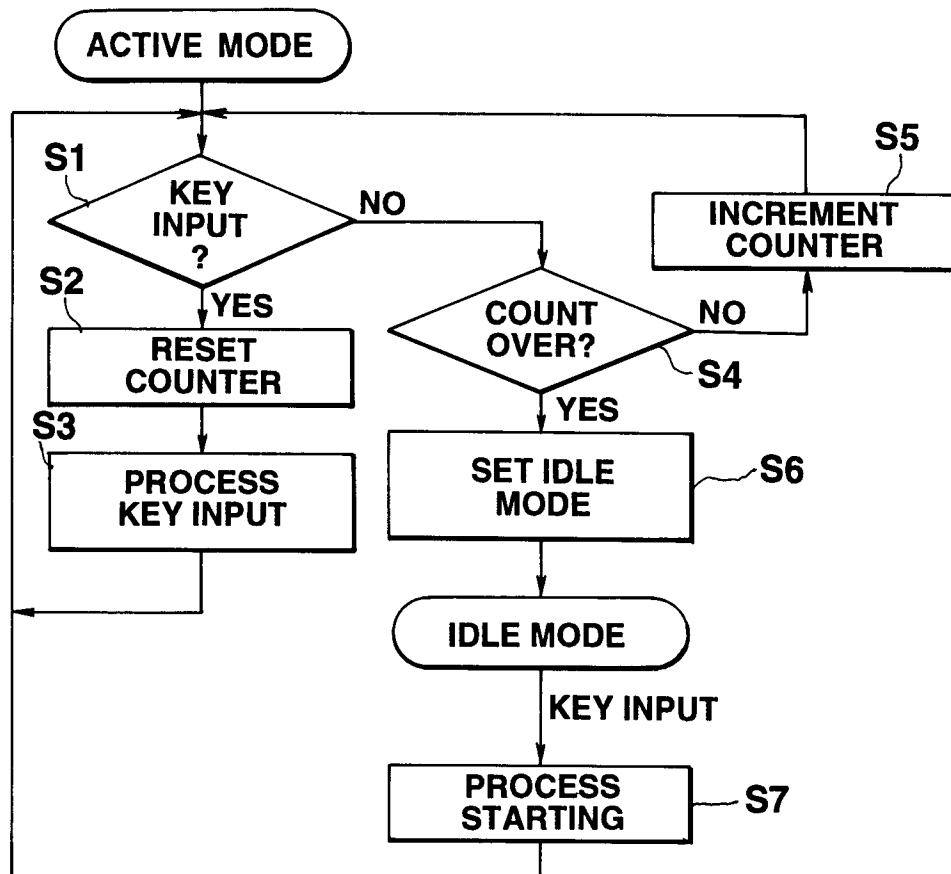 ACTIVE MODE
S1
KEY
INPUT
?
NO
S5
INCREMENT
COUNTER
S2
YES
RESET
COUNTER
COUNT
OVER?
NO
S4
S3
PROCESS
KEY INPUT
YES
SET IDLE
MODE
S6
IDLE MODE
KEY INPUT
PROCESS
STARTING
S7